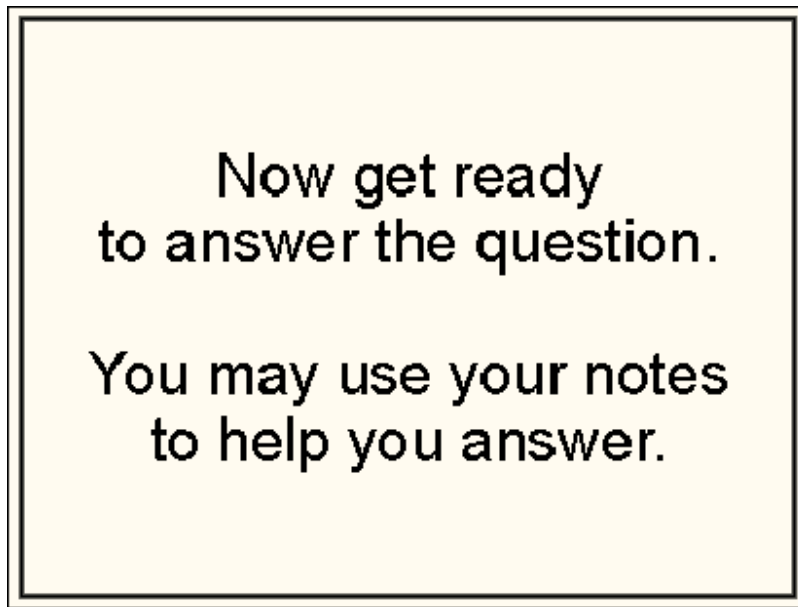 Now get ready
to answer the question.
You may use your notes
to help you answer.